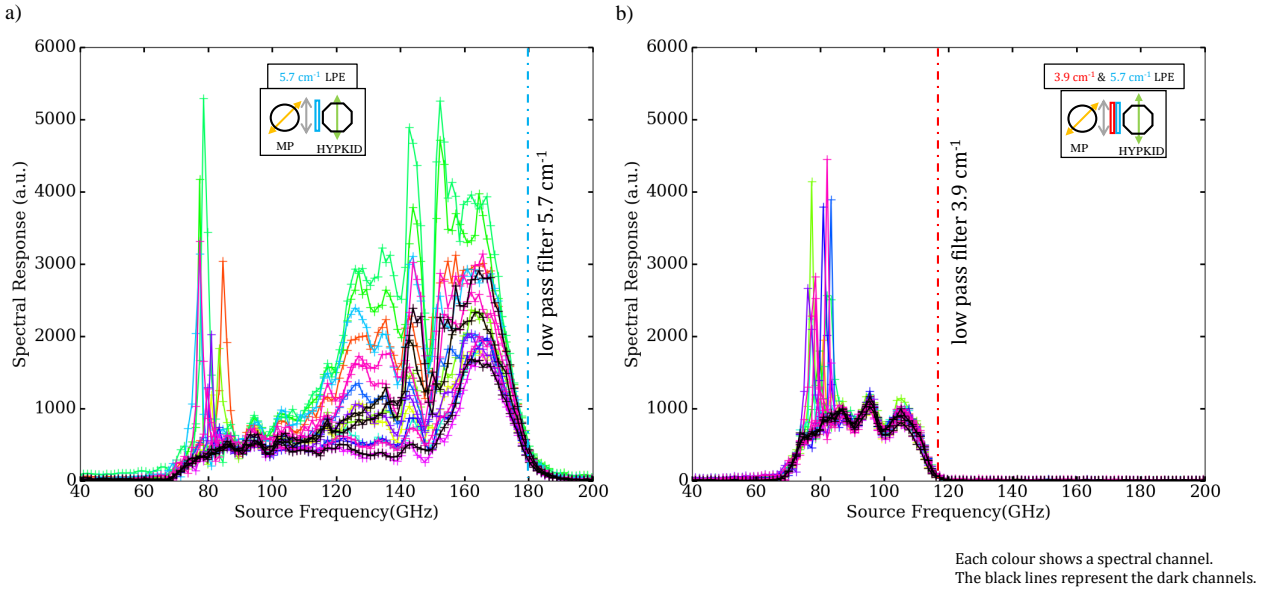 a)
6000
5000
4000
3000
2000
1000
0
Spectral Response (a.u.)
40 60 80 100 120 140 160 180 200
Source Frequency(GHz)
5.7 cm⁻¹ LPE
MP HYPKID
low pass filter 5.7 cm⁻¹
b)
6000
5000
4000
3000
2000
1000
0
Spectral Response (a.u.)
40 60 80 100 120 140 160 180 200
Source Frequency(GHz)
3.9 cm⁻¹ & 5.7 cm⁻¹ LPE
MP HYPKID
low pass filter 3.9 cm⁻¹
Each colour shows a spectral channel.
The black lines represent the dark channels.